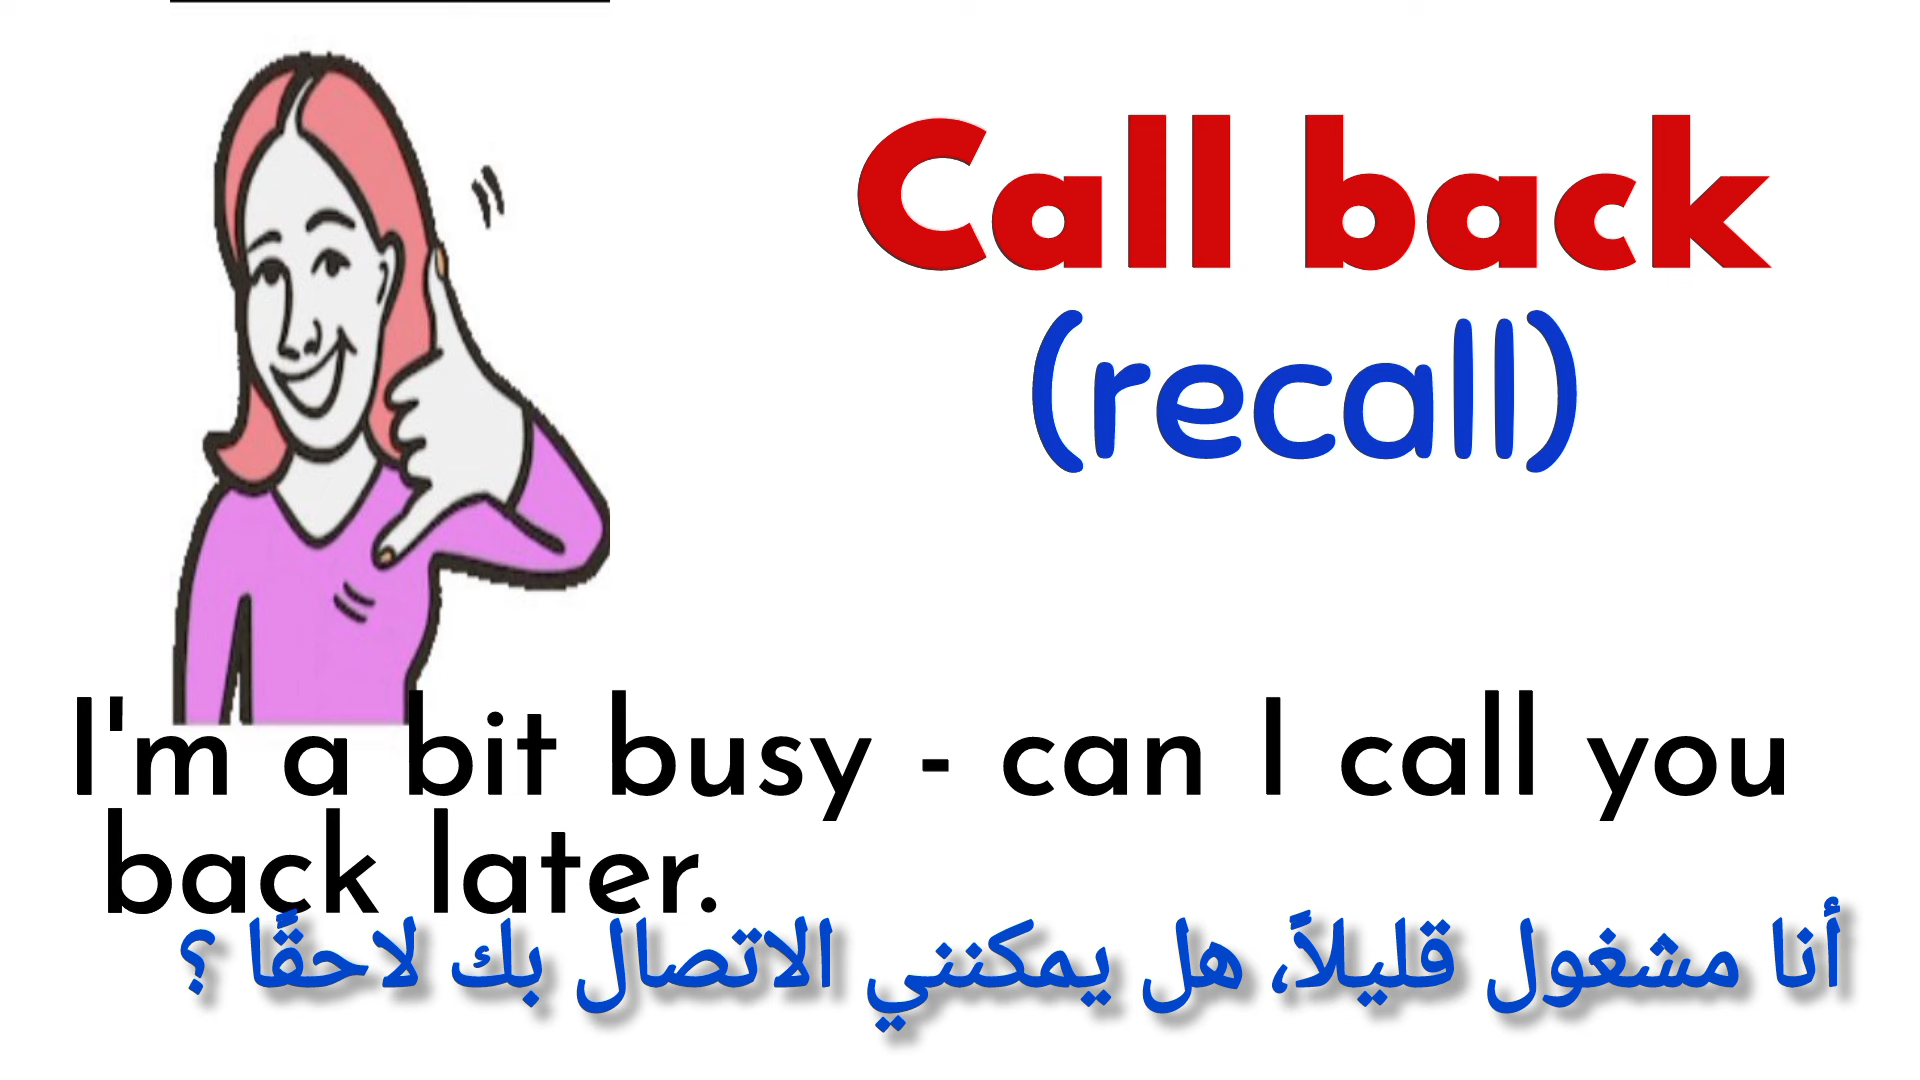 Call back
(recall)
I'm a bit busy - can I call you
back later.
أنا مشغول قليلاً، هل يمكنني الاتصال بك لاحقًا ؟